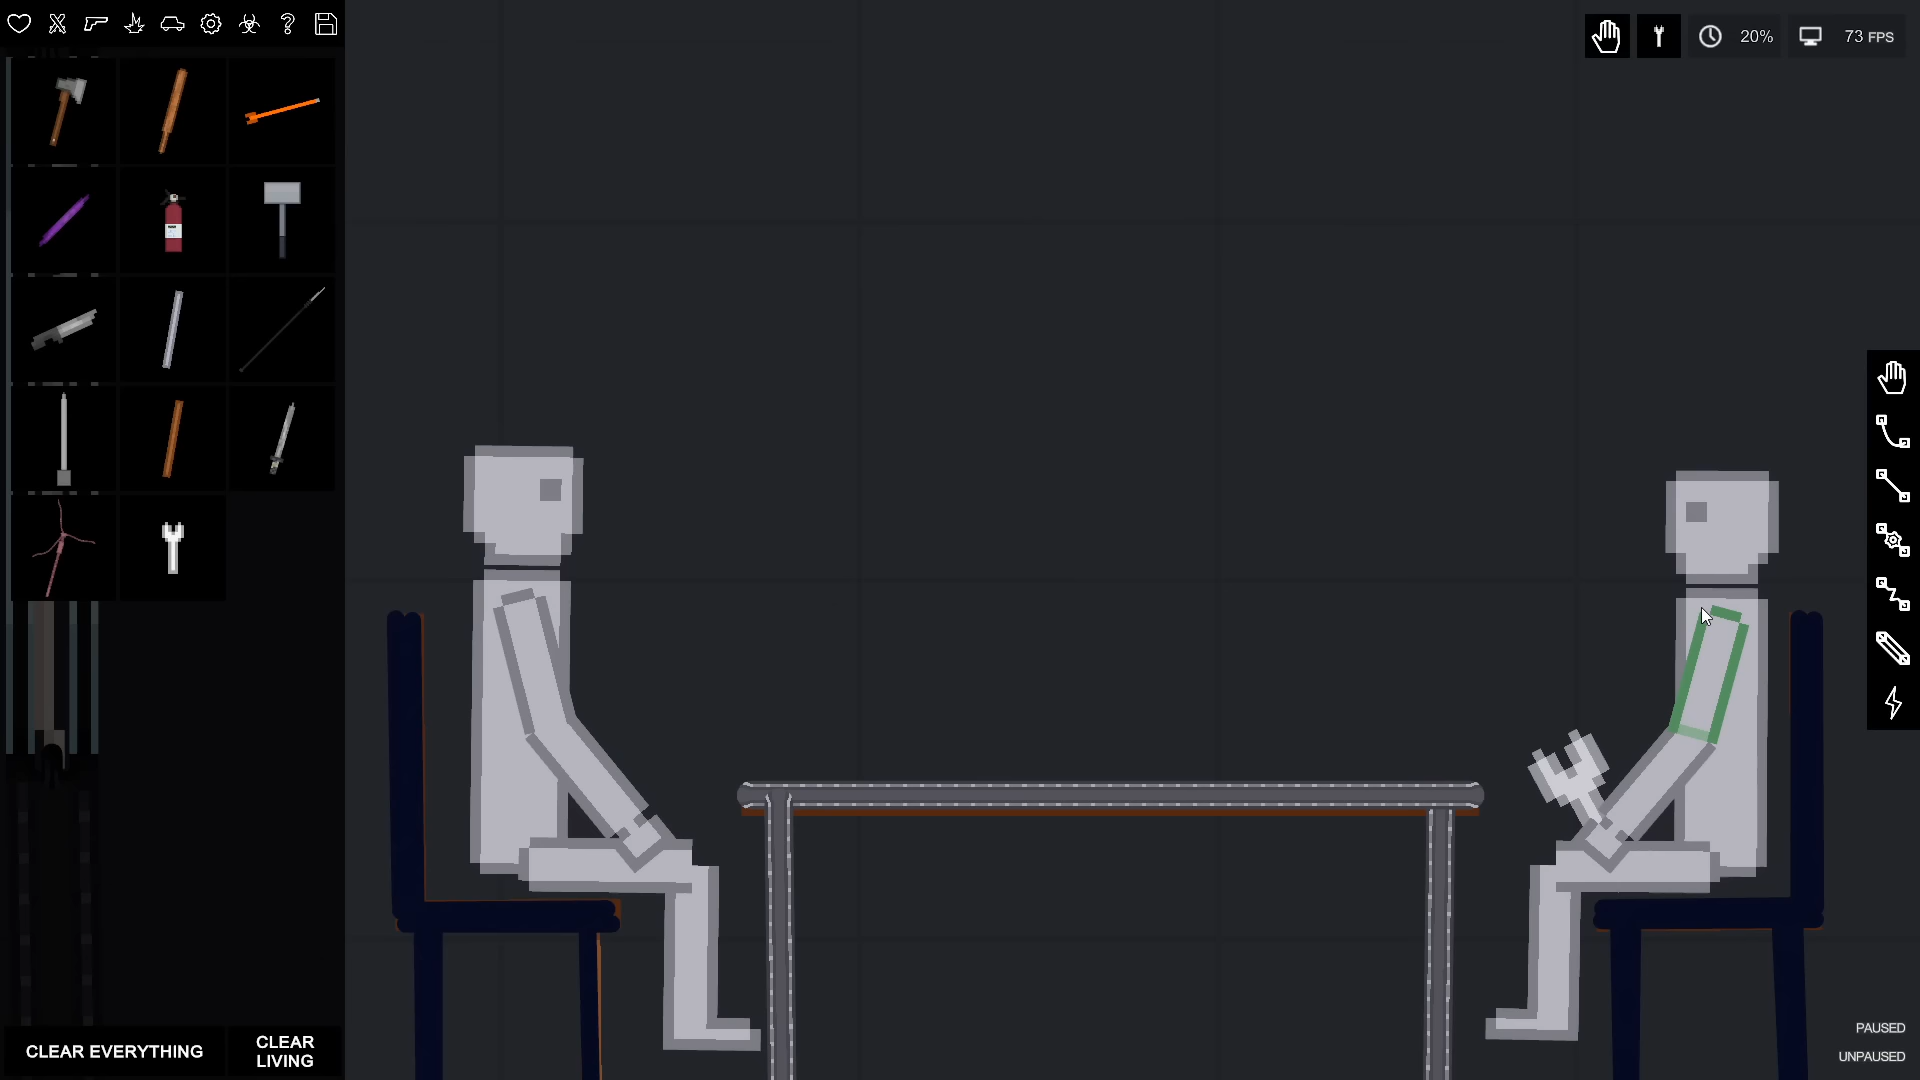 20%
73 FPS
CLEAR EVERYTHING
CLEAR
LIVING
PAUSED
UNPAUSED